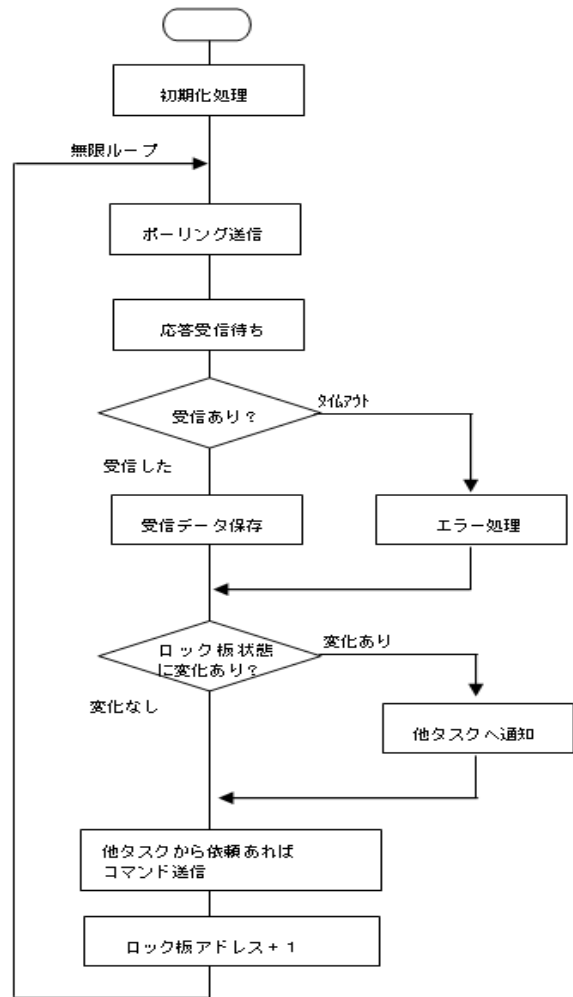 初期化処理
無限ループ
ポーリング送信
応答受信待ち
受信あり?
タイムアウト
受信した
受信データ保存
エラー処理
ロック板状態
に変化あり?
変化あり
変化なし
他タスクへ通知
他タスクから依頼あれば
コマンド送信
ロック板アドレス+1